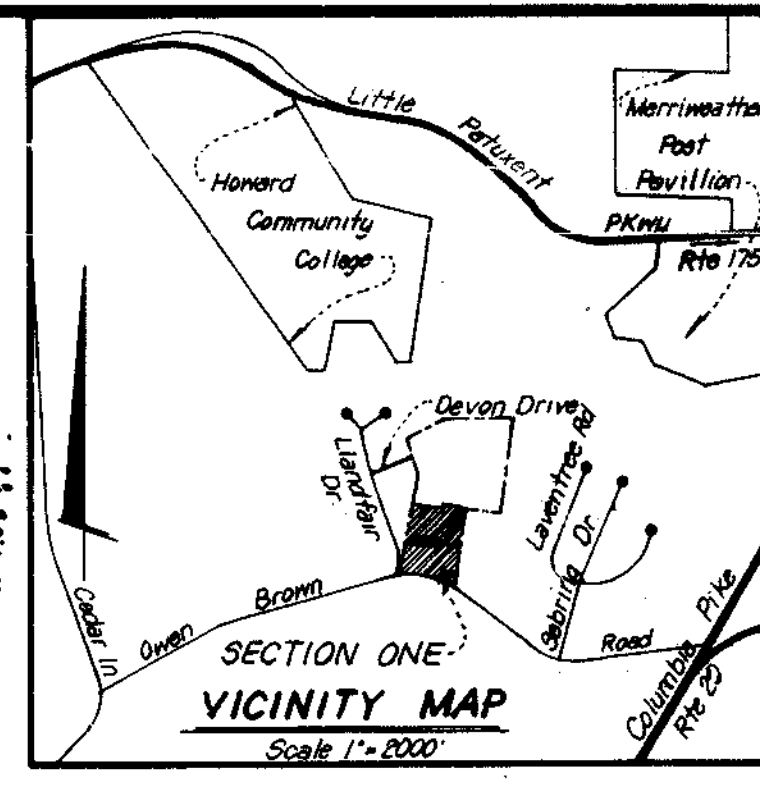 Little
Patuxent
PKwy
Rte 175
Merriweather
Post
Pavillion
Howard
Community
College
Devon Drive
Llandfair
Dr.
Laventree Rd
Sebring Dr.
Cedar ln
Owen
Brown
Road
Columbia Pike
Rte 29
SECTION ONE
VICINITY MAP
Scale 1"=2000'